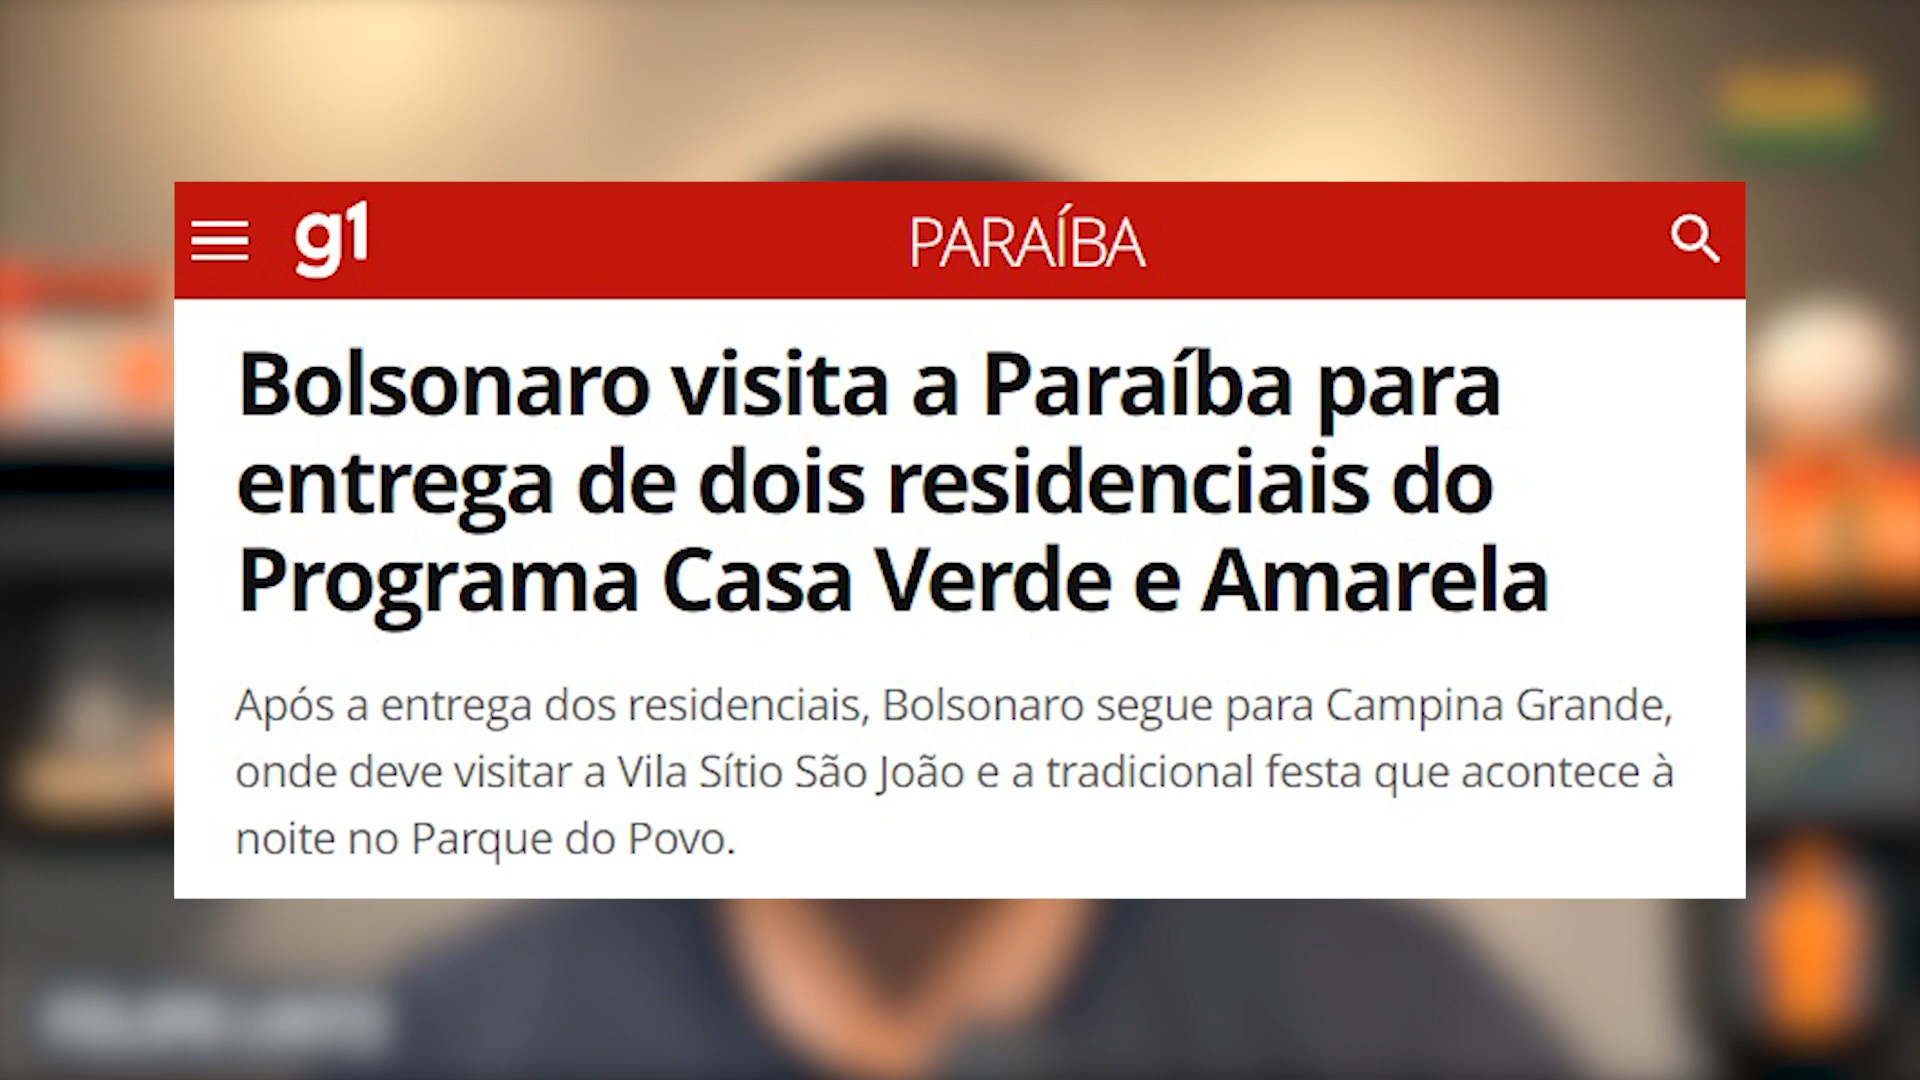 g1
PARAÍBA
Bolsonaro visita a Paraíba para
entrega de dois residenciais do
Programa Casa Verde e Amarela
Após a entrega dos residenciais, Bolsonaro segue para Campina Grande,
onde deve visitar a Vila Sítio São João e a tradicional festa que acontece à
noite no Parque do Povo.